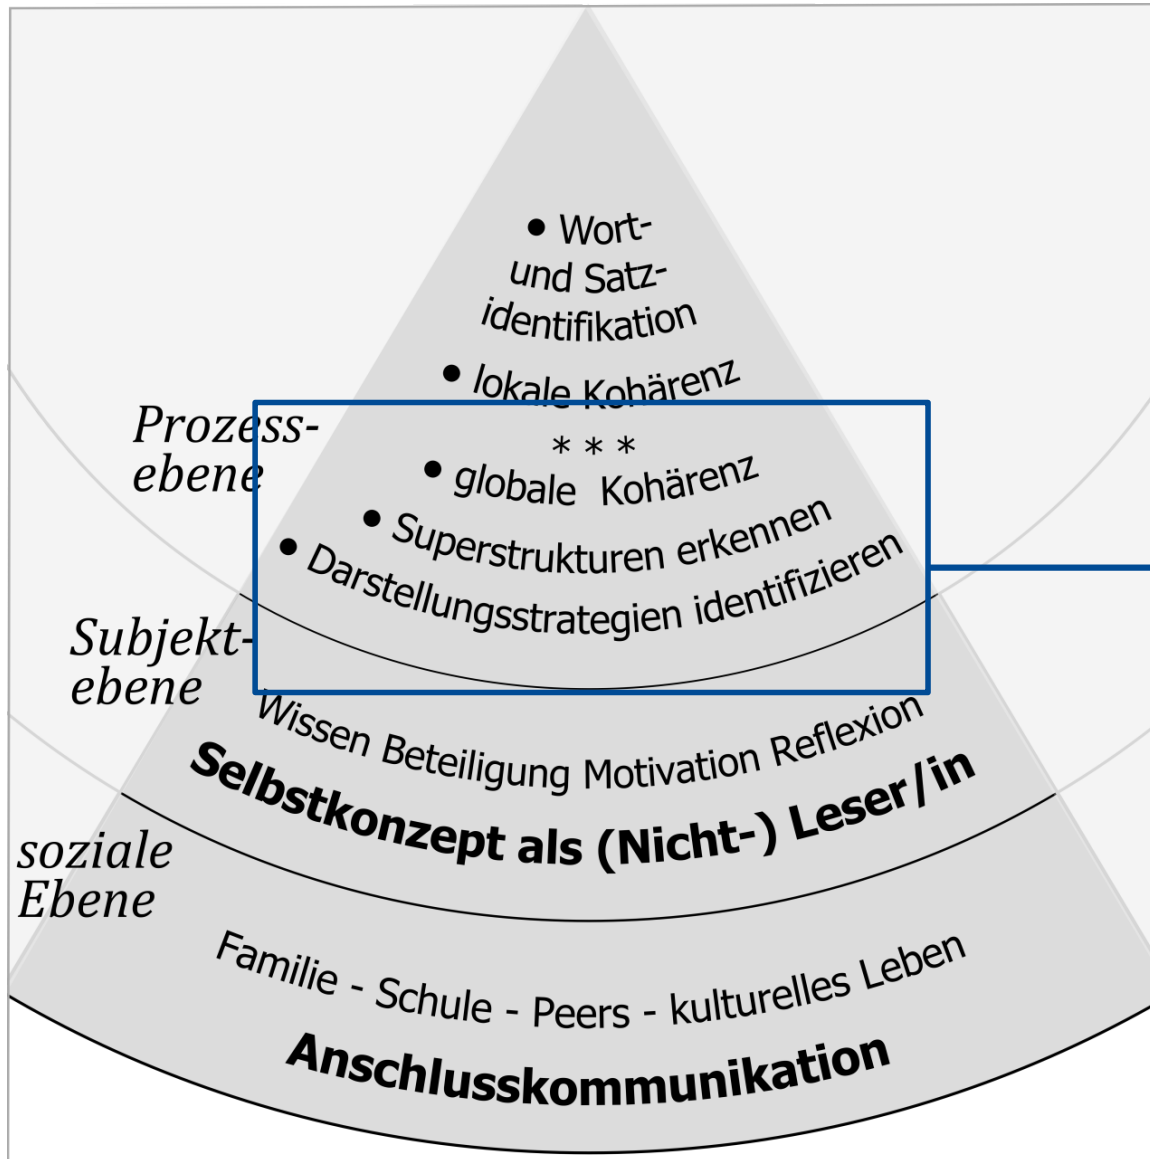 • Wort-
und Satz-
identifikation
• lokale Kohärenz
Prozess-
ebene
* * *
• globale Kohärenz
• Superstrukturen erkennen
• Darstellungsstrategien identifizieren
Subjekt-
ebene
Wissen Beteiligung Motivation Reflexion
Selbstkonzept als (Nicht-) Leser/in
soziale
Ebene
Familie - Schule - Peers - kulturelles Leben
Anschlusskommunikation